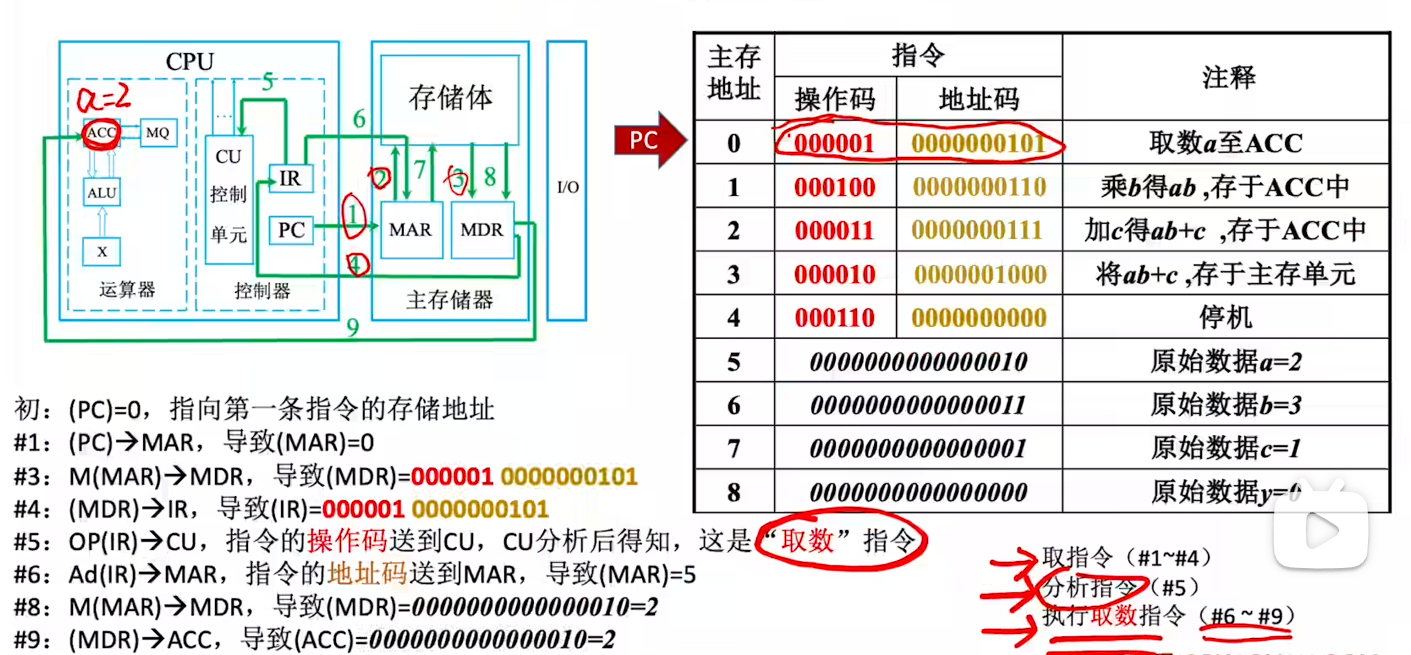 CPU
a=2
ACC
MQ
ALU
X
运算器
5
...
CU
控制
单元
IR
PC
控制器
6
1
4
9
存储体
2
7
3
8
MAR
MDR
主存储器
I/O
PC
主存地址 指令 注释
操作码 地址码
0 000001 0000000101 取数a至ACC
1 000100 0000000110 乘b得ab ,存于ACC中
2 000011 0000000111 加c得ab+c ,存于ACC中
3 000010 0000001000 将ab+c ,存于主存单元
4 000110 0000000000 停机
5 0000000000000010 原始数据a=2
6 0000000000000011 原始数据b=3
7 0000000000000001 原始数据c=1
8 0000000000000000 原始数据y=0
初：(PC)=0，指向第一条指令的存储地址
#1：(PC)→MAR，导致(MAR)=0
#3：M(MAR)→MDR，导致(MDR)=000001 0000000101
#4：(MDR)→IR，导致(IR)=000001 0000000101
#5：OP(IR)→CU，指令的操作码送到CU，CU分析后得知，这是“取数”指令
#6：Ad(IR)→MAR，指令的地址码送到MAR，导致(MAR)=5
#8：M(MAR)→MDR，导致(MDR)=0000000000000010=2
#9：(MDR)→ACC，导致(ACC)=0000000000000010=2
取指令（#1~#4）
分析指令（#5）
执行取数指令（#6~#9）